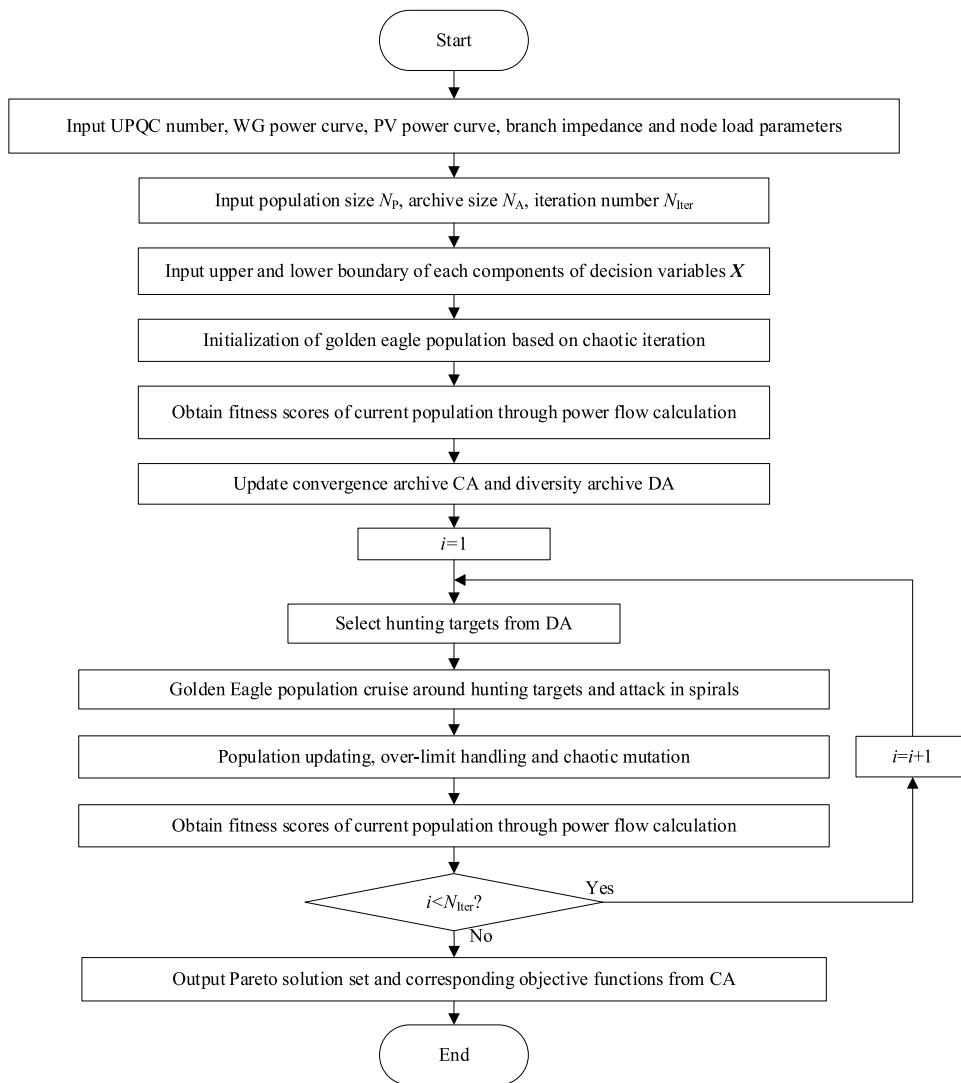 Start
Input UPQC number, WG power curve, PV power curve, branch impedance and node load parameters
Input population size N_P, archive size N_A, iteration number N_Iter
Input upper and lower boundary of each components of decision variables X
Initialization of golden eagle population based on chaotic iteration
Obtain fitness scores of current population through power flow calculation
Update convergence archive CA and diversity archive DA
i=1
Select hunting targets from DA
Golden Eagle population cruise around hunting targets and attack in spirals
Population updating, over-limit handling and chaotic mutation
i=i+1
Obtain fitness scores of current population through power flow calculation
Yes
i<N_Iter?
No
Output Pareto solution set and corresponding objective functions from CA
End